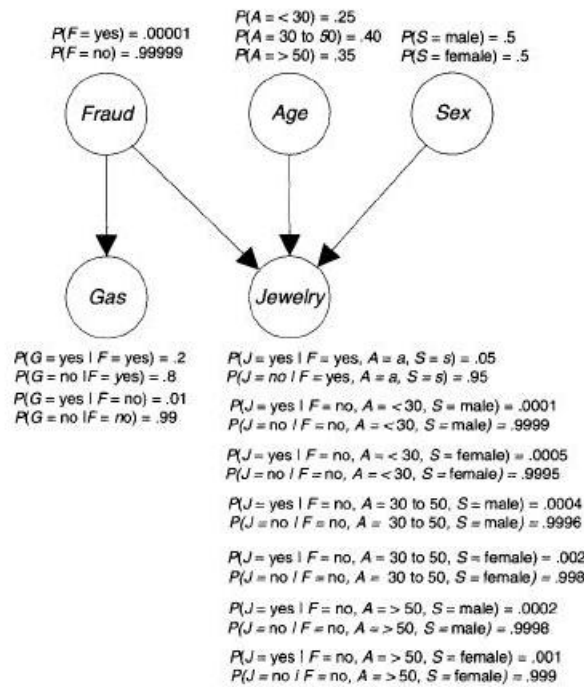 P(F = yes) = .00001
P(F = no) = .99999
P(A = < 30) = .25
P(A = 30 to 50) = .40
P(A = > 50) = .35
P(S = male) = .5
P(S = female) = .5
Fraud
Age
Sex
Gas
Jewelry
P(G = yes | F = yes) = .2
P(G = no | F = yes) = .8
P(G = yes | F = no) = .01
P(G = no | F = no) = .99
P(J = yes | F = yes, A = a, S = s) = .05
P(J = no | F = yes, A = a, S = s) = .95
P(J = yes | F = no, A = < 30, S = male) = .0001
P(J = no | F = no, A = < 30, S = male) = .9999
P(J = yes | F = no, A = < 30, S = female) = .0005
P(J = no | F = no, A = < 30, S = female) = .9995
P(J = yes | F = no, A = 30 to 50, S = male) = .0004
P(J = no | F = no, A = 30 to 50, S = male) = .9996
P(J = yes | F = no, A = 30 to 50, S = female) = .002
P(J = no | F = no, A = 30 to 50, S = female) = .998
P(J = yes | F = no, A = > 50, S = male) = .0002
P(J = no | F = no, A = > 50, S = male) = .9998
P(J = yes | F = no, A = > 50, S = female) = .001
P(J = no | F = no, A = > 50, S = female) = .999